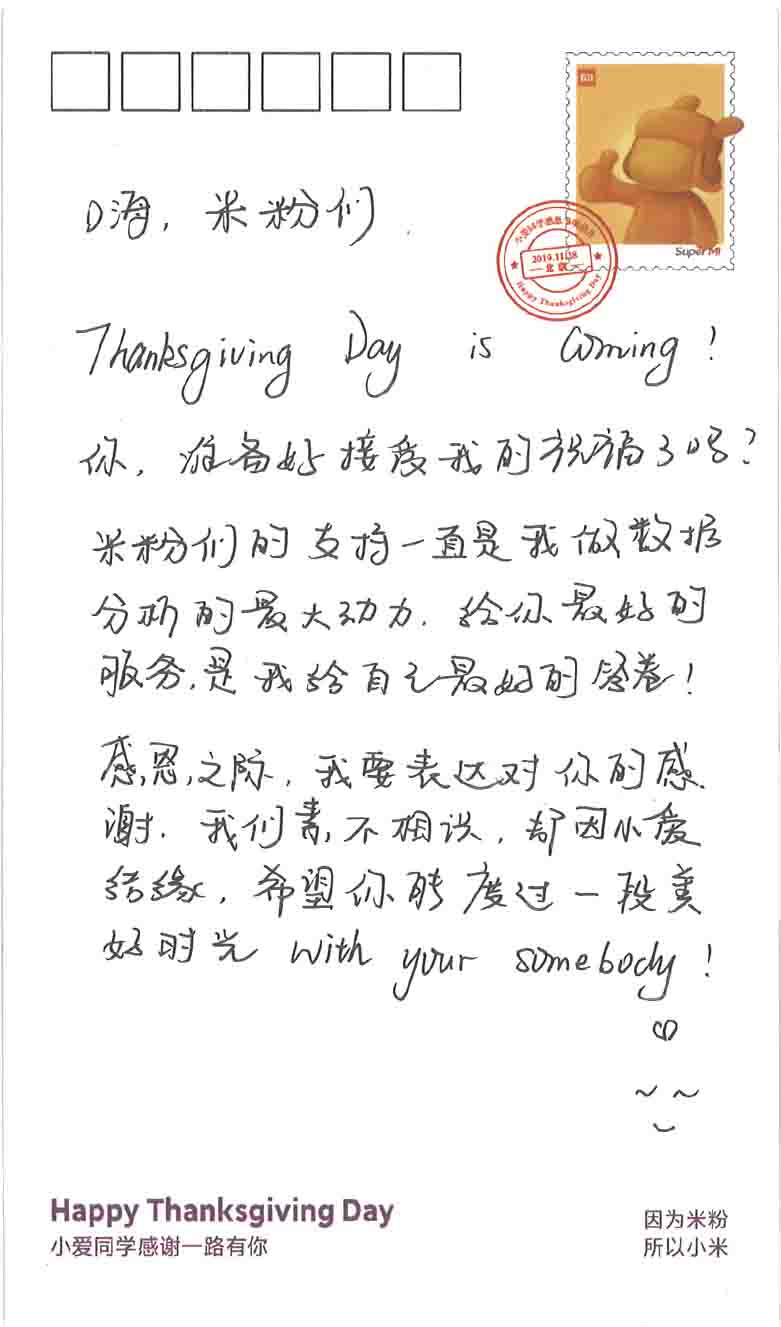 MI
Super MI
2019.11.28
北京
Happy Thanksgiving Day
嗨，米粉们
Thanksgiving Day is Coming！
你，准备好接受我的祝福了吗？
米粉们的支持一直是我做数据
分析的最大动力．给你最好的
服务，是我给自己最好的答卷！
感恩之际，我要表达对你的感
谢．我们素不相识，却因小爱
结缘，希望你能度过一段美
好时光 with your somebody！
Happy Thanksgiving Day
小爱同学感谢一路有你
因为米粉
所以小米